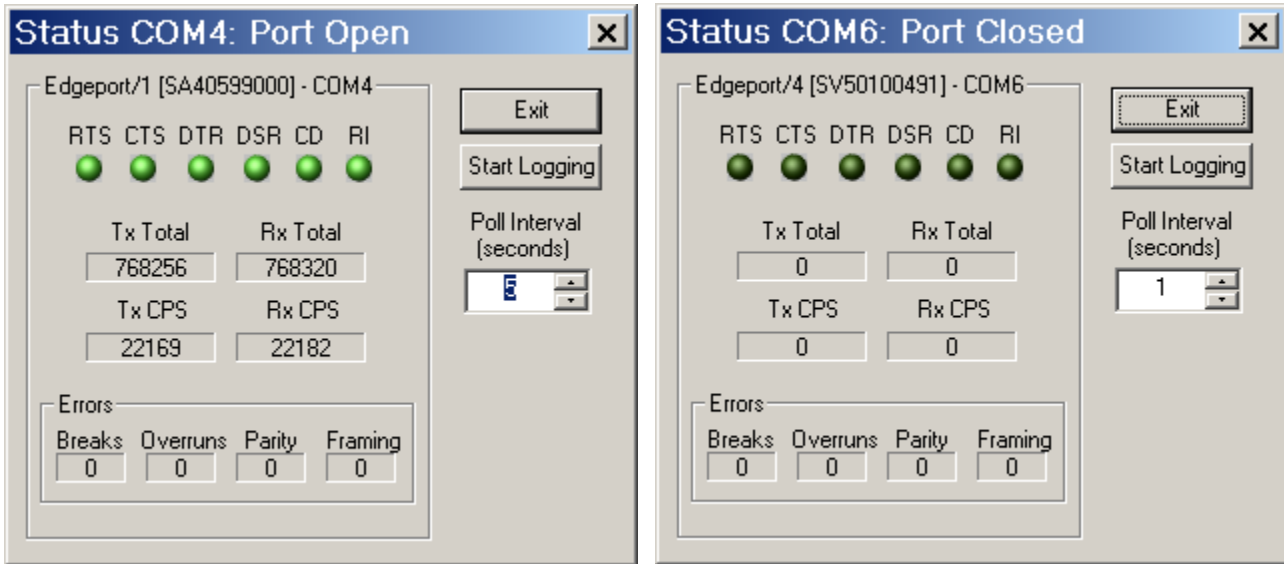 Status COM4: Port Open
Edgeport/1 [SA40599000] - COM4
RTS CTS DTR DSR CD RI
Tx Total Rx Total
768256 768320
Tx CPS Rx CPS
22169 22182
Errors
Breaks Overruns Parity Framing
0 0 0 0
Exit
Start Logging
Poll Interval
(seconds)
5
Status COM6: Port Closed
Edgeport/4 [SV50100491] - COM6
RTS CTS DTR DSR CD RI
Tx Total Rx Total
0 0
Tx CPS Rx CPS
0 0
Errors
Breaks Overruns Parity Framing
0 0 0 0
Exit
Start Logging
Poll Interval
(seconds)
1